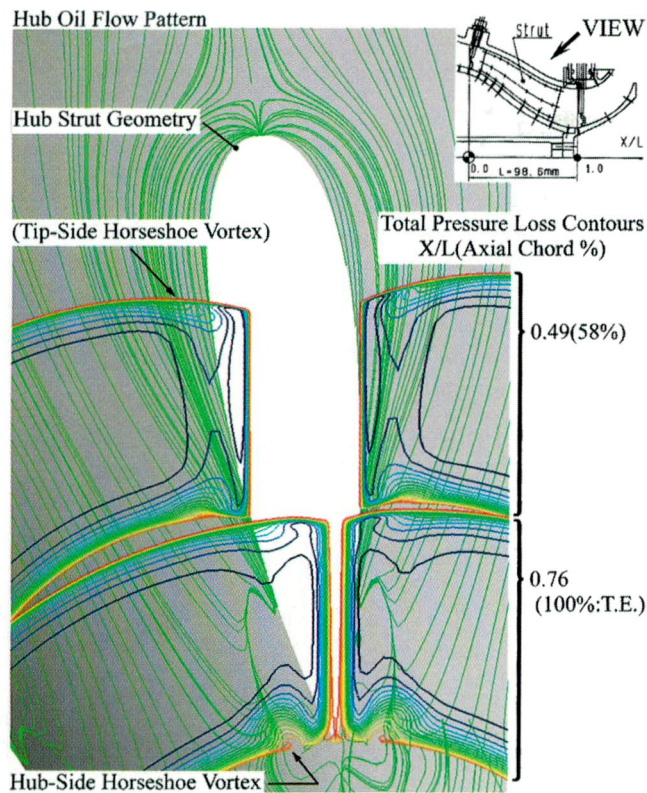 Hub Oil Flow Pattern
strut
VIEW
Hub Strut Geometry
X/L
0.0
L=98.6mm
1.0
(Tip-Side Horseshoe Vortex)
Total Pressure Loss Contours
X/L(Axial Chord %)
0.49(58%)
0.76
(100%:T.E.)
Hub-Side Horseshoe Vortex